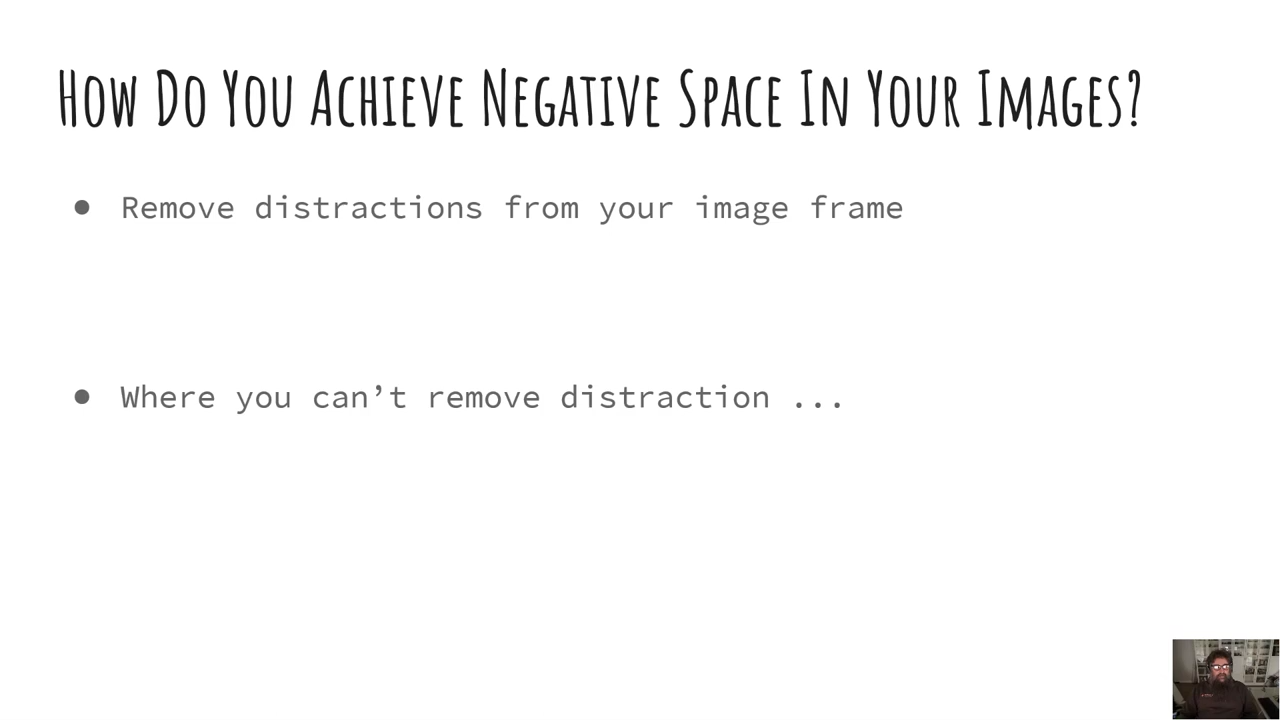 How Do You Achieve Negative Space In Your Images?
● Remove distractions from your image frame
● Where you can’t remove distraction ...